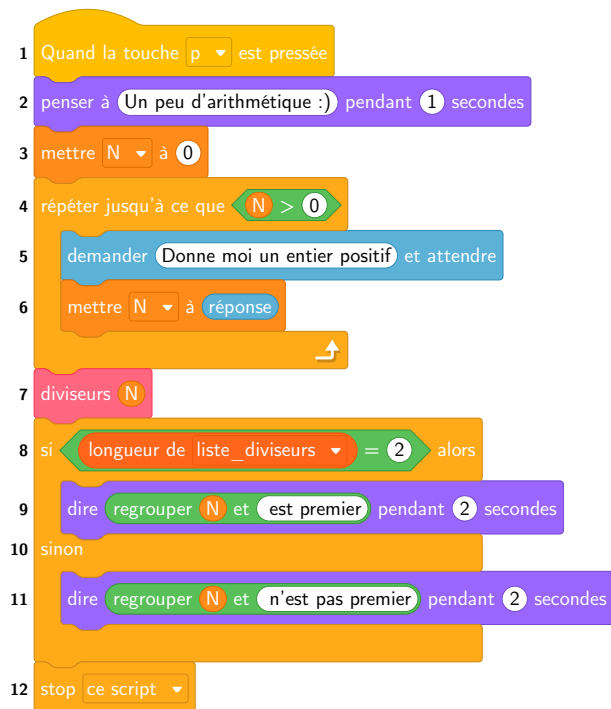 1 Quand la touche p est pressée
2 penser à Un peu d'arithmétique :) pendant 1 secondes
3 mettre N à 0
4 répéter jusqu'à ce que N > 0
5 demander Donne moi un entier positif et attendre
6 mettre N à réponse
7 diviseurs N
8 si longueur de liste_diviseurs = 2 alors
9 dire regrouper N et est premier pendant 2 secondes
10 sinon
11 dire regrouper N et n'est pas premier pendant 2 secondes
12 stop ce script